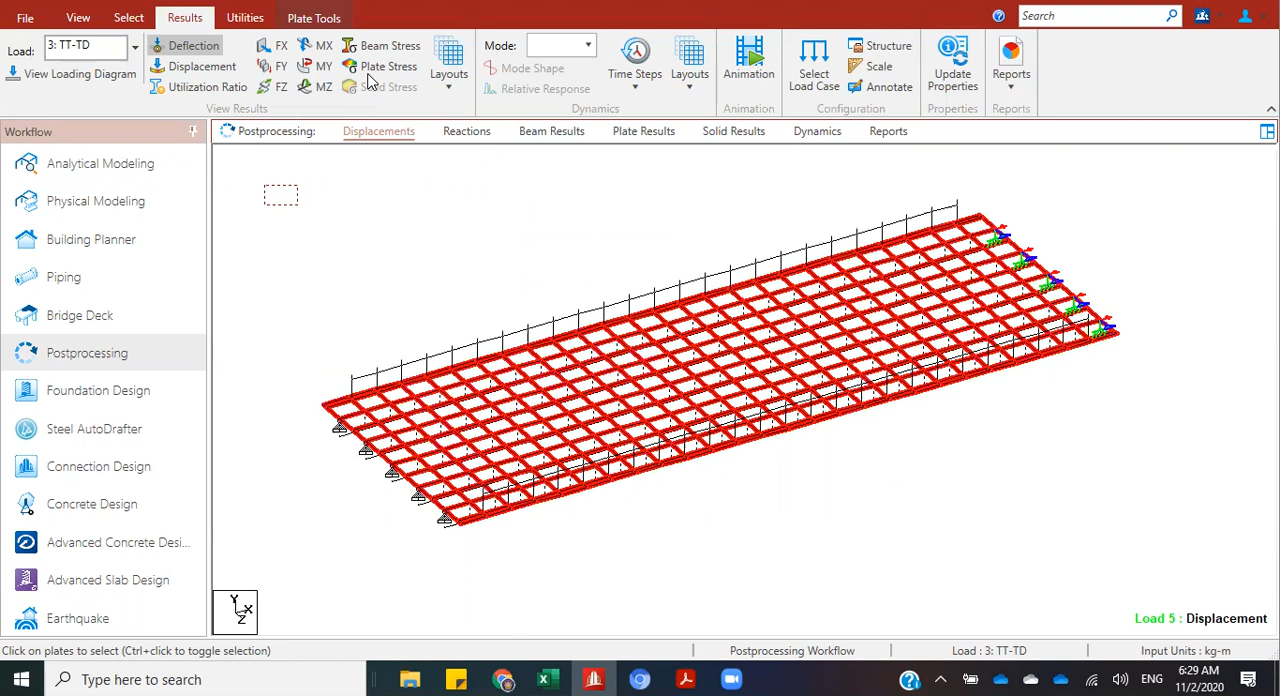 File View Select Results Utilities Plate Tools Search
Load: 3: TT-TD Deflection FX MX Beam Stress Mode:
View Loading Diagram Displacement FY MY Plate Stress Layouts Mode Shape Time Steps Layouts Animation Select Load Case Structure Scale Update Properties Reports
Utilization Ratio FZ MZ Relative Response Annotate
View Results Dynamics Animation Configuration Properties Reports
Workflow Postprocessing: Displacements Reactions Beam Results Plate Results Solid Results Dynamics Reports
Analytical Modeling
Physical Modeling
Building Planner
Piping
Bridge Deck
Postprocessing
Foundation Design
Steel AutoDrafter
Connection Design
Concrete Design
Advanced Concrete Desi...
Advanced Slab Design
Earthquake
Y
X
Z
Load 5 : Displacement
Click on plates to select (Ctrl+click to toggle selection) Postprocessing Workflow Load : 3: TT-TD Input Units : kg-m
Type here to search ENG 6:29 AM
11/2/2020